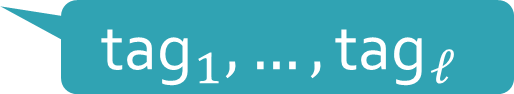 tag₁, ..., tagℓ